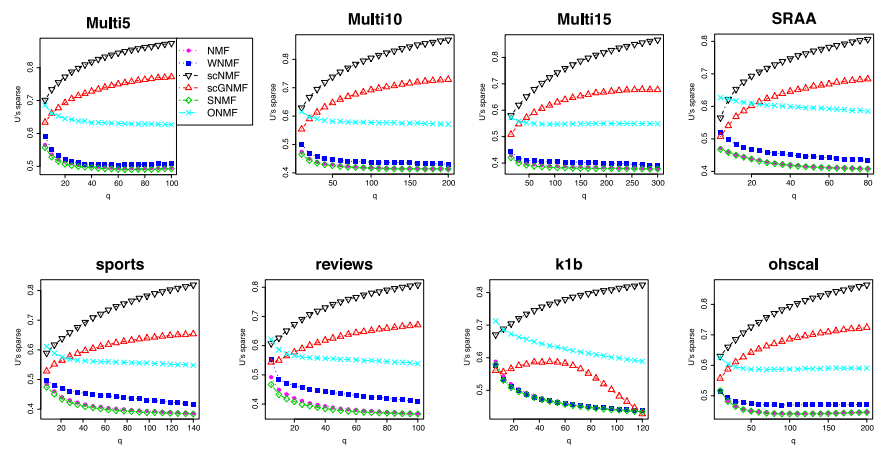 Multi5
NMF
WNMF
scNMF
scGNMF
SNMF
ONMF
U's sparse
0.5 0.6 0.7 0.8
20 40 60 80 100
q
Multi10
U's sparse
0.4 0.5 0.6 0.7 0.8
50 100 150 200
q
Multi15
U's sparse
0.4 0.5 0.6 0.7 0.8
50 100 150 200 250 300
q
SRAA
U's sparse
0.4 0.5 0.6 0.7 0.8
20 40 60 80
q
sports
U's sparse
0.4 0.5 0.6 0.7 0.8
20 40 60 80 100 140
q
reviews
U's sparse
0.4 0.5 0.6 0.7 0.8
20 40 60 80 100
q
k1b
U's sparse
0.5 0.6 0.7 0.8
20 40 60 80 100 120
q
ohscal
U's sparse
0.5 0.6 0.7 0.8
50 100 150 200
q